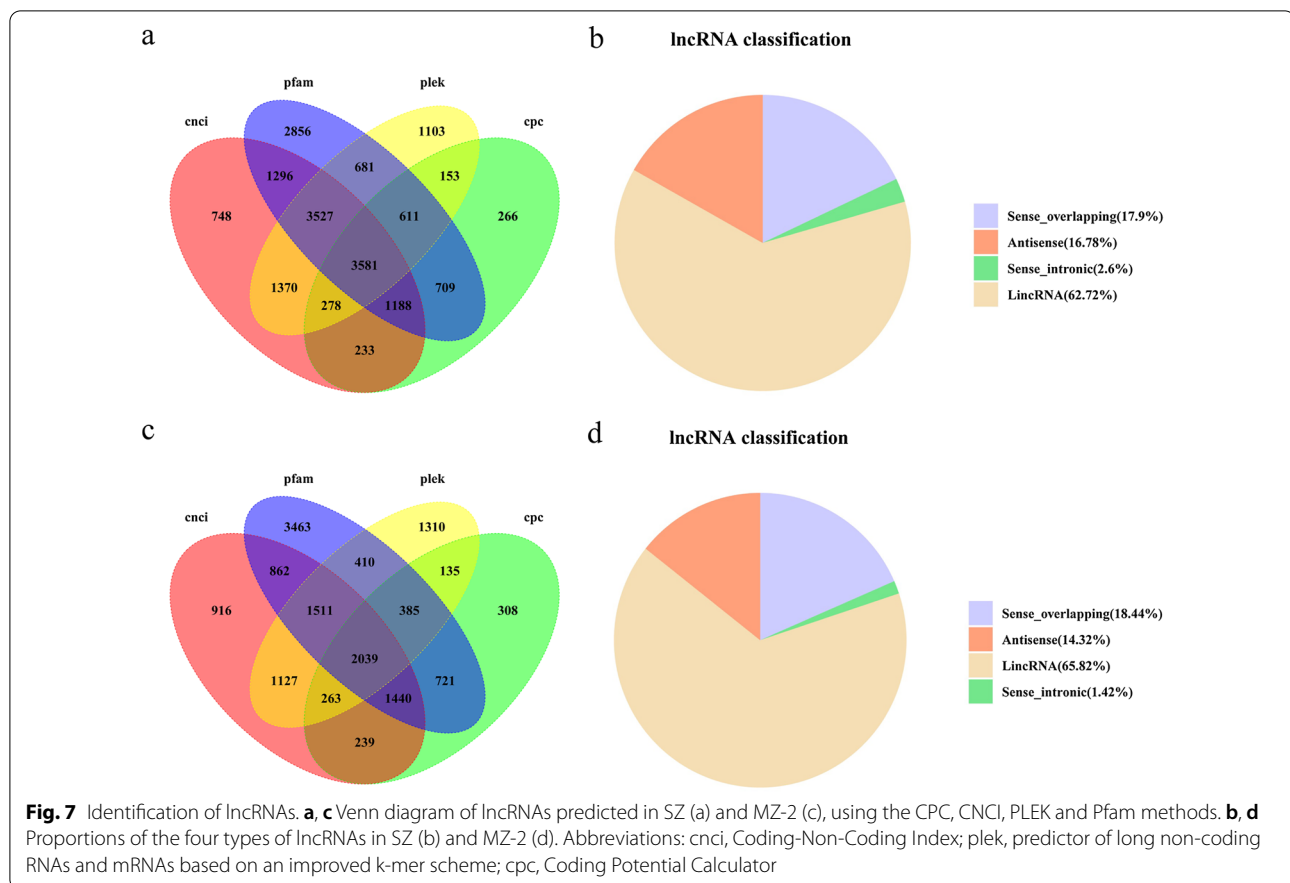 a
pfam
plek
cnci
cpc
2856
1103
1296
681
153
748
3527
611
266
3581
1370
709
278
1188
233
b
lncRNA classification
Sense_overlapping(17.9%)
Antisense(16.78%)
Sense_intronic(2.6%)
LincRNA(62.72%)
c
pfam
plek
cnci
cpc
3463
1310
862
410
135
916
1511
385
308
2039
1127
721
263
1440
239
d
lncRNA classification
Sense_overlapping(18.44%)
Antisense(14.32%)
LincRNA(65.82%)
Sense_intronic(1.42%)
Fig. 7 Identification of lncRNAs. a, c Venn diagram of lncRNAs predicted in SZ (a) and MZ-2 (c), using the CPC, CNCI, PLEK and Pfam methods. b, d
Proportions of the four types of lncRNAs in SZ (b) and MZ-2 (d). Abbreviations: cnci, Coding-Non-Coding Index; plek, predictor of long non-coding
RNAs and mRNAs based on an improved k-mer scheme; cpc, Coding Potential Calculator